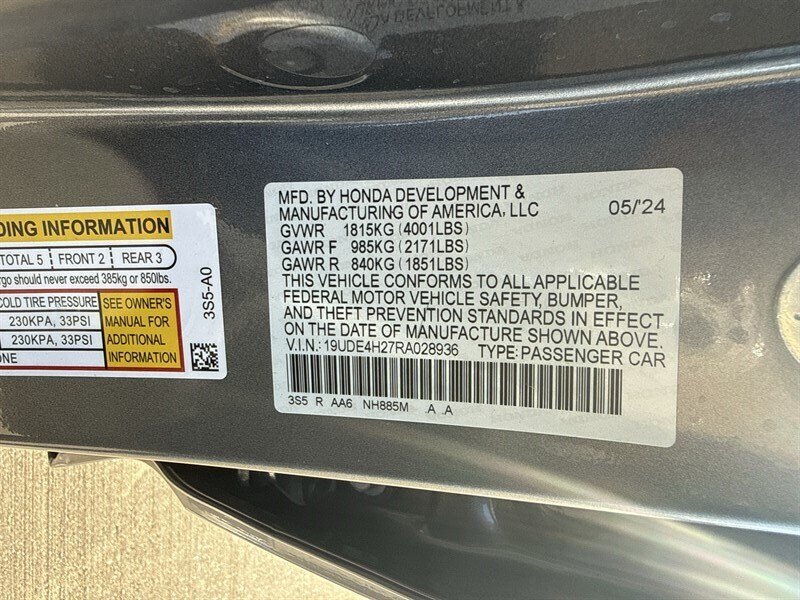 DING INFORMATION
TOTAL 5 FRONT 2 REAR 3
rgo should never exceed 385kg or 850lbs.
COLD TIRE PRESSURE
230KPA, 33PSI
230KPA, 33PSI
ONE
SEE OWNER'S
MANUAL FOR
ADDITIONAL
INFORMATION
3S5-A0
MFD. BY HONDA DEVELOPMENT &
MANUFACTURING OF AMERICA, LLC 05/'24
GVWR 1815KG (4001LBS)
GAWR F 985KG (2171LBS)
GAWR R 840KG (1851LBS)
THIS VEHICLE CONFORMS TO ALL APPLICABLE
FEDERAL MOTOR VEHICLE SAFETY, BUMPER,
AND THEFT PREVENTION STANDARDS IN EFFECT
ON THE DATE OF MANUFACTURE SHOWN ABOVE.
V.I.N.: 19UDE4H27RA028936 TYPE: PASSENGER CAR
3S5 R AA6 NH885M .A .A